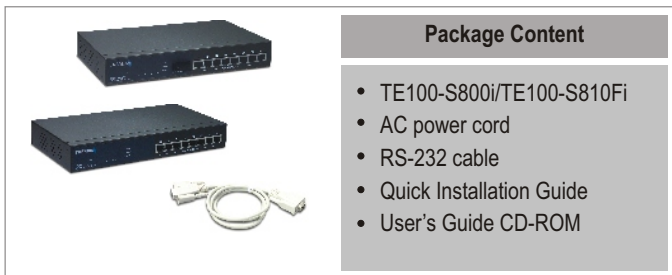 Package Content
• TE100-S800i/TE100-S810Fi
• AC power cord
• RS-232 cable
• Quick Installation Guide
• User's Guide CD-ROM